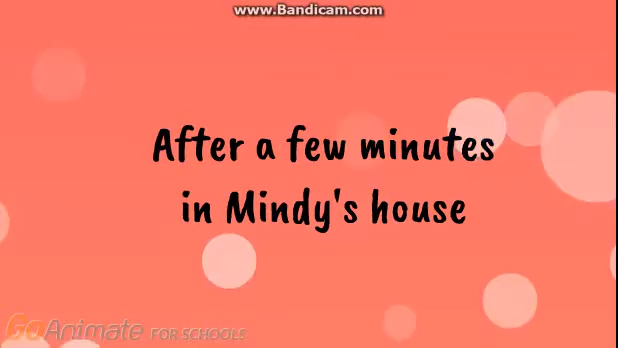 www.Bandicam.com
After a few minutes
in Mindy's house
GoAnimate FOR SCHOOLS